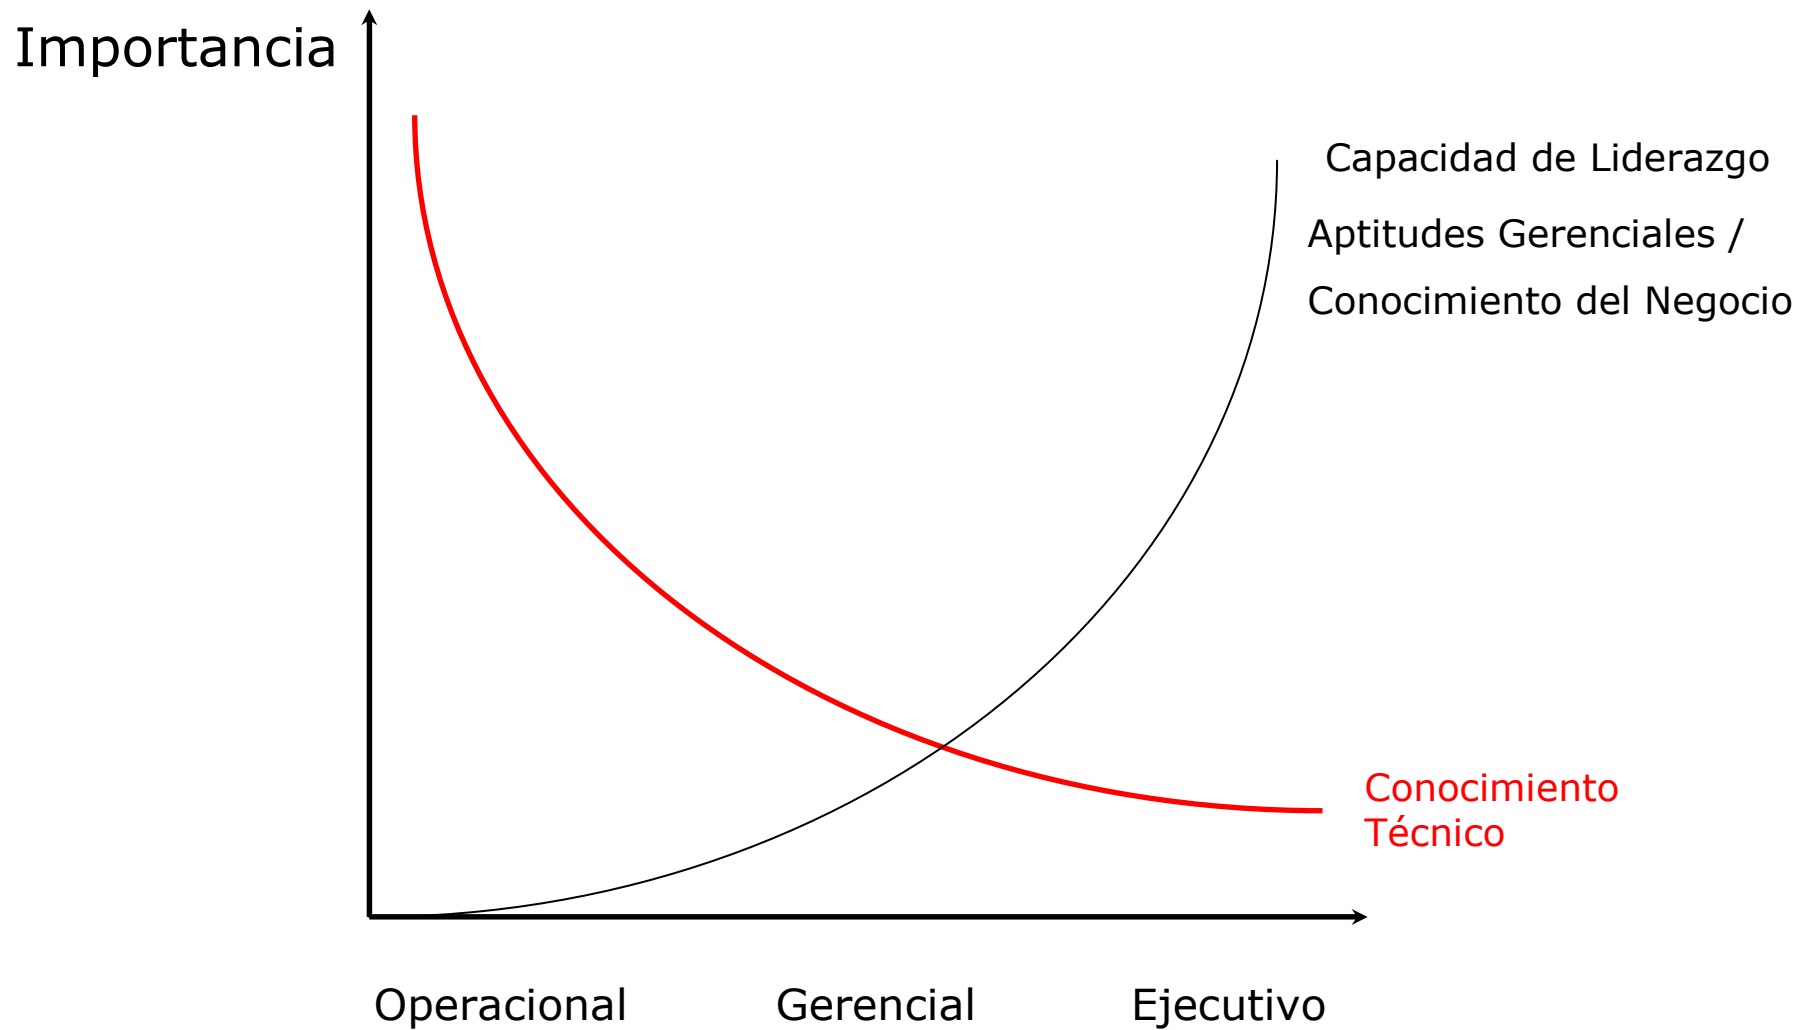 Importancia
Capacidad de Liderazgo
Aptitudes Gerenciales /
Conocimiento del Negocio
Conocimiento
Técnico
Operacional
Gerencial
Ejecutivo